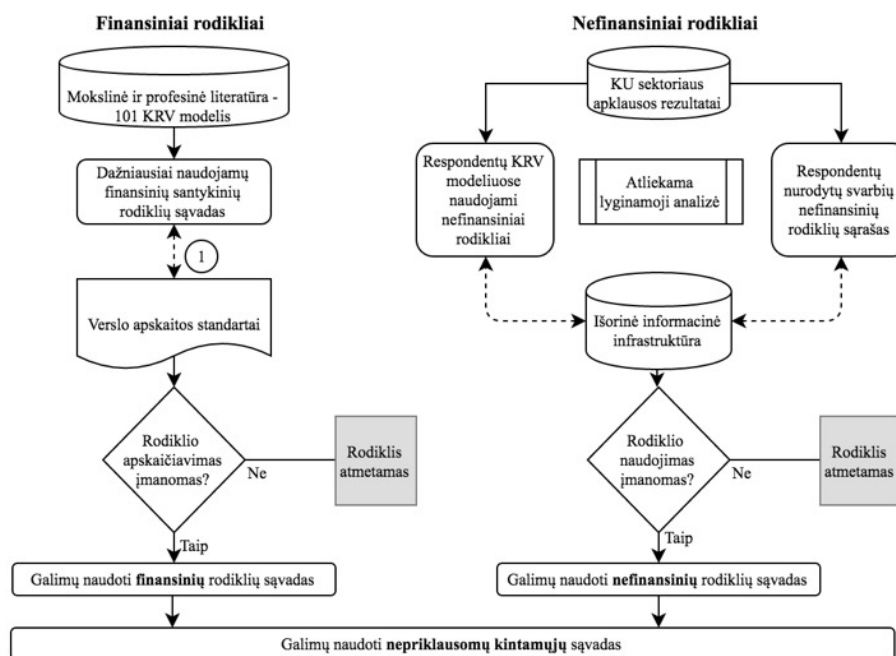 Finansiniai rodikliai
Mokslinė ir profesinė literatūra -
101 KRV modelis
Dažniausiai naudojamų
finansinių santykinių
rodiklių sąvadas
1
Verslo apskaitos standartai
Rodiklio
apskaičiavimas
įmanomas?
Ne
Rodiklis
atmetamas
Taip
Galimų naudoti finansinių rodiklių sąvadas
Nefinansiniai rodikliai
KU sektoriaus
apklausos rezultatai
Respondentų KRV
modeliuose
naudojami
nefinansiniai
rodikliai
Atliekama
lyginamoji analizė
Respondentų
nurodytų svarbių
nefinansinių
rodiklių sąrašas
Išorinė informacinė
infrastruktūra
Rodiklio
naudojimas
įmanomas?
Ne
Rodiklis
atmetamas
Taip
Galimų naudoti nefinansinių rodiklių sąvadas
Galimų naudoti nepriklausomų kintamųjų sąvadas